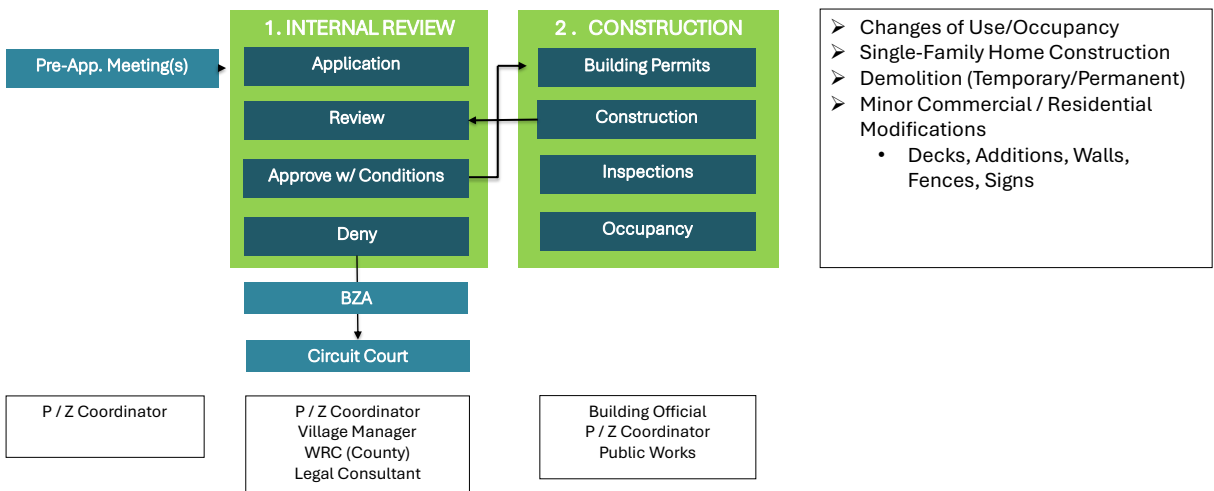 Pre-App. Meeting(s)
1. INTERNAL REVIEW
Application
Review
Approve w/ Conditions
Deny
BZA
Circuit Court
2 . CONSTRUCTION
Building Permits
Construction
Inspections
Occupancy
➢ Changes of Use/Occupancy
➢ Single-Family Home Construction
➢ Demolition (Temporary/Permanent)
➢ Minor Commercial / Residential
Modifications
• Decks, Additions, Walls,
Fences, Signs
P / Z Coordinator
P / Z Coordinator
Village Manager
WRC (County)
Legal Consultant
Building Official
P / Z Coordinator
Public Works